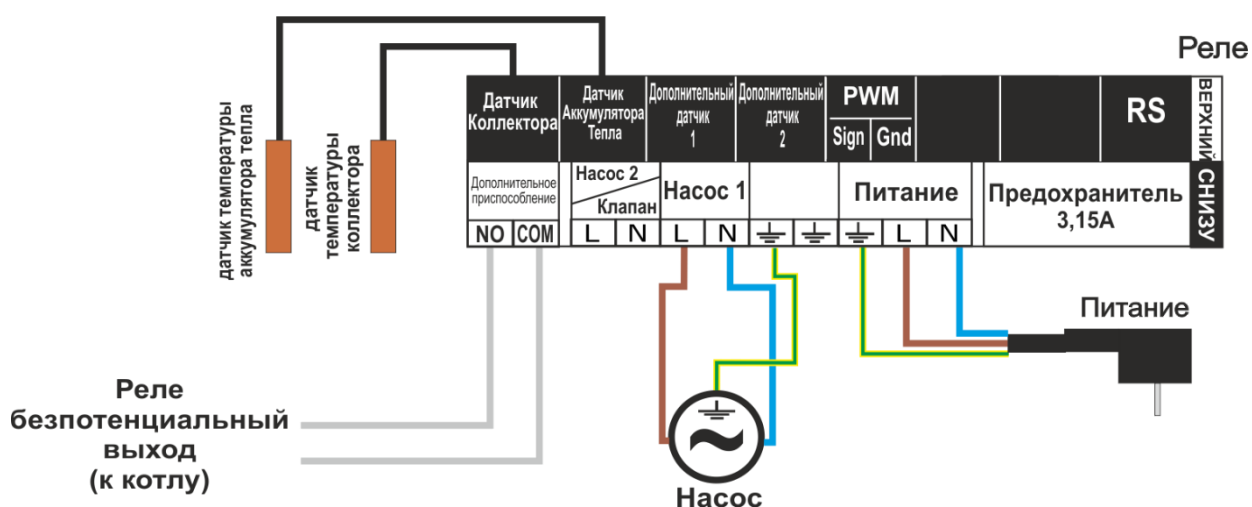 Реле
датчик температуры
аккумулятора тепла
датчик
температуры
коллектора
Датчик
Коллектора
Датчик
Аккумулятора
Тепла
Дополнительный
датчик
1
Дополнительный
датчик
2
PWM
Sign
Gnd
RS
ВЕРХНИЙ
Дополнительное
приспособление
Насос 2
Клапан
Насос 1
Питание
Предохранитель
3,15А
СНИЗУ
NO
COM
L
N
L
N
L
N
Питание
Реле
безпотенциальный
выход
(к котлу)
Насос